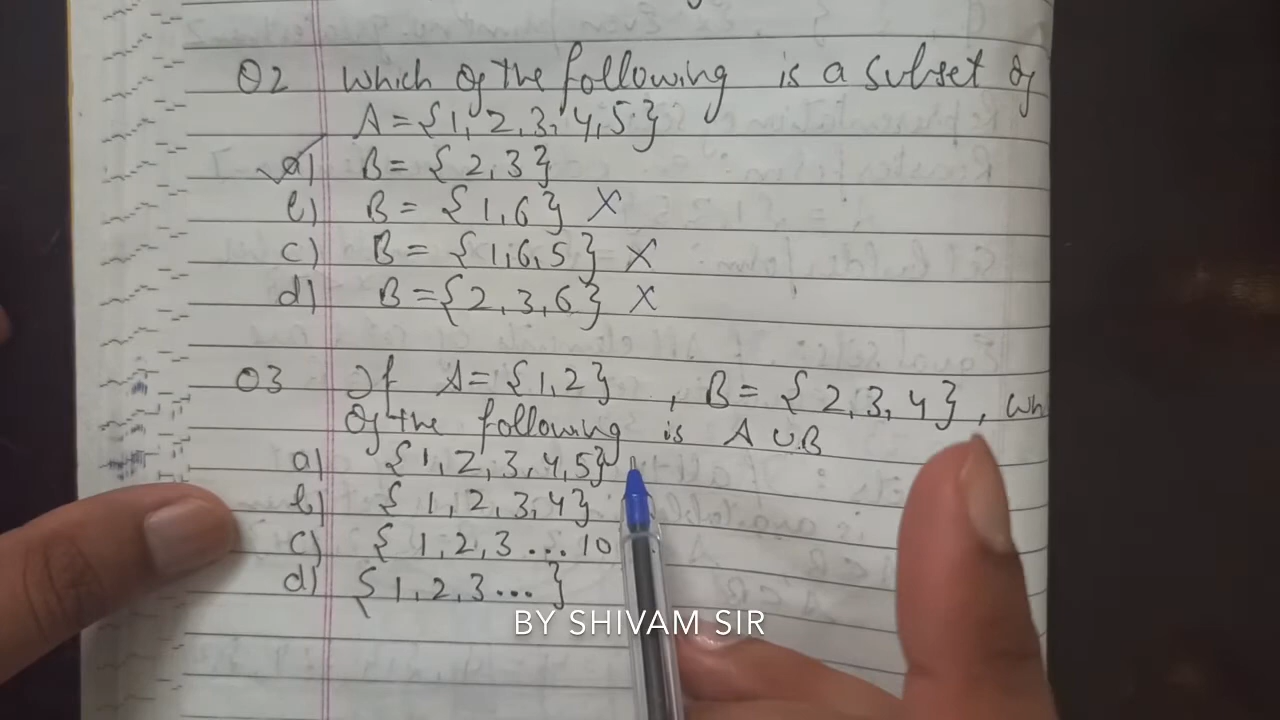 Q2 Which of the following is a subset of
A = {1, 2, 3, 4, 5}
a) B = {2, 3}
b) B = {1, 6} X
c) B = {1, 6, 5} X
d) B = {2, 3, 6} X
Q3 If A = {1, 2} , B = {2, 3, 4} , wh
of the following is A ∪ B
a) {1, 2, 3, 4, 5}
b) {1, 2, 3, 4}
c) {1, 2, 3 ... 10
d) {1, 2, 3 ... }
BY SHIVAM SIR